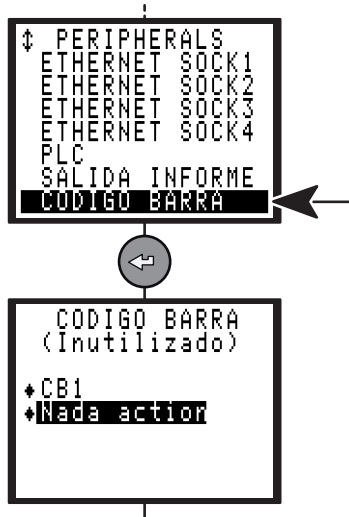 PERIPHERALS
ETHERNET SOCK1
ETHERNET SOCK2
ETHERNET SOCK3
ETHERNET SOCK4
PLC
SALIDA INFORME
CODIGO BARRA
CODIGO BARRA
(Inutilizado)
CB1
Nada action